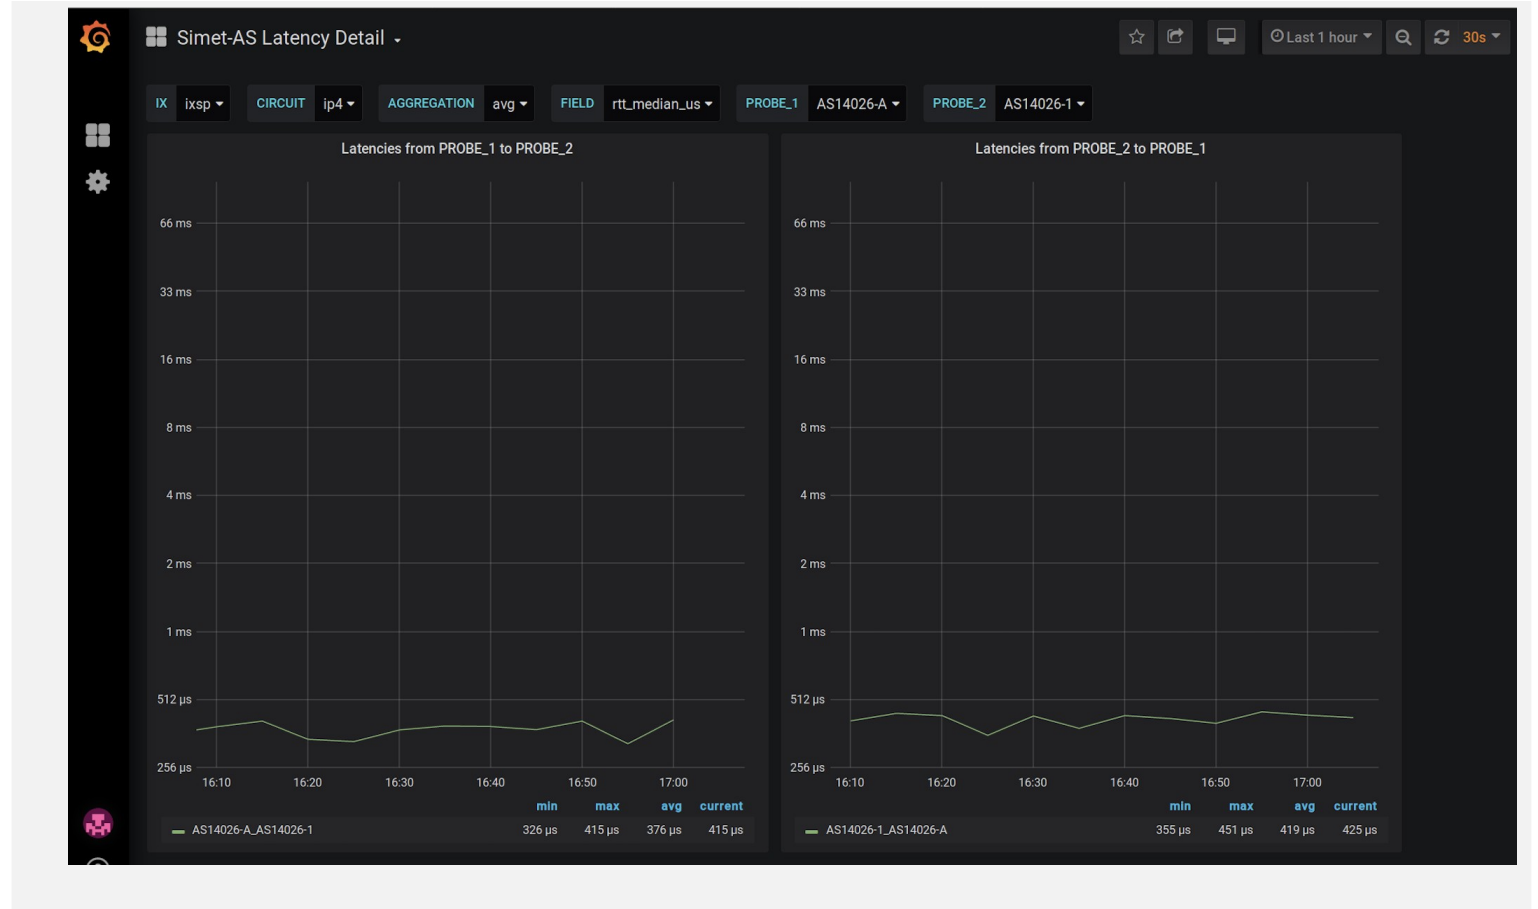 Simet-AS Latency Detail
Last 1 hour
30s
IX ixsp CIRCUIT ip4 AGGREGATION avg FIELD rtt_median_us PROBE_1 AS14026-A PROBE_2 AS14026-1
Latencies from PROBE_1 to PROBE_2
66 ms
33 ms
16 ms
8 ms
4 ms
2 ms
1 ms
512 µs
256 µs
16:10 16:20 16:30 16:40 16:50 17:00
min max avg current
AS14026-A_AS14026-1 326 µs 415 µs 376 µs 415 µs
Latencies from PROBE_2 to PROBE_1
66 ms
33 ms
16 ms
8 ms
4 ms
2 ms
1 ms
512 µs
256 µs
16:10 16:20 16:30 16:40 16:50 17:00
min max avg current
AS14026-1_AS14026-A 355 µs 451 µs 419 µs 425 µs